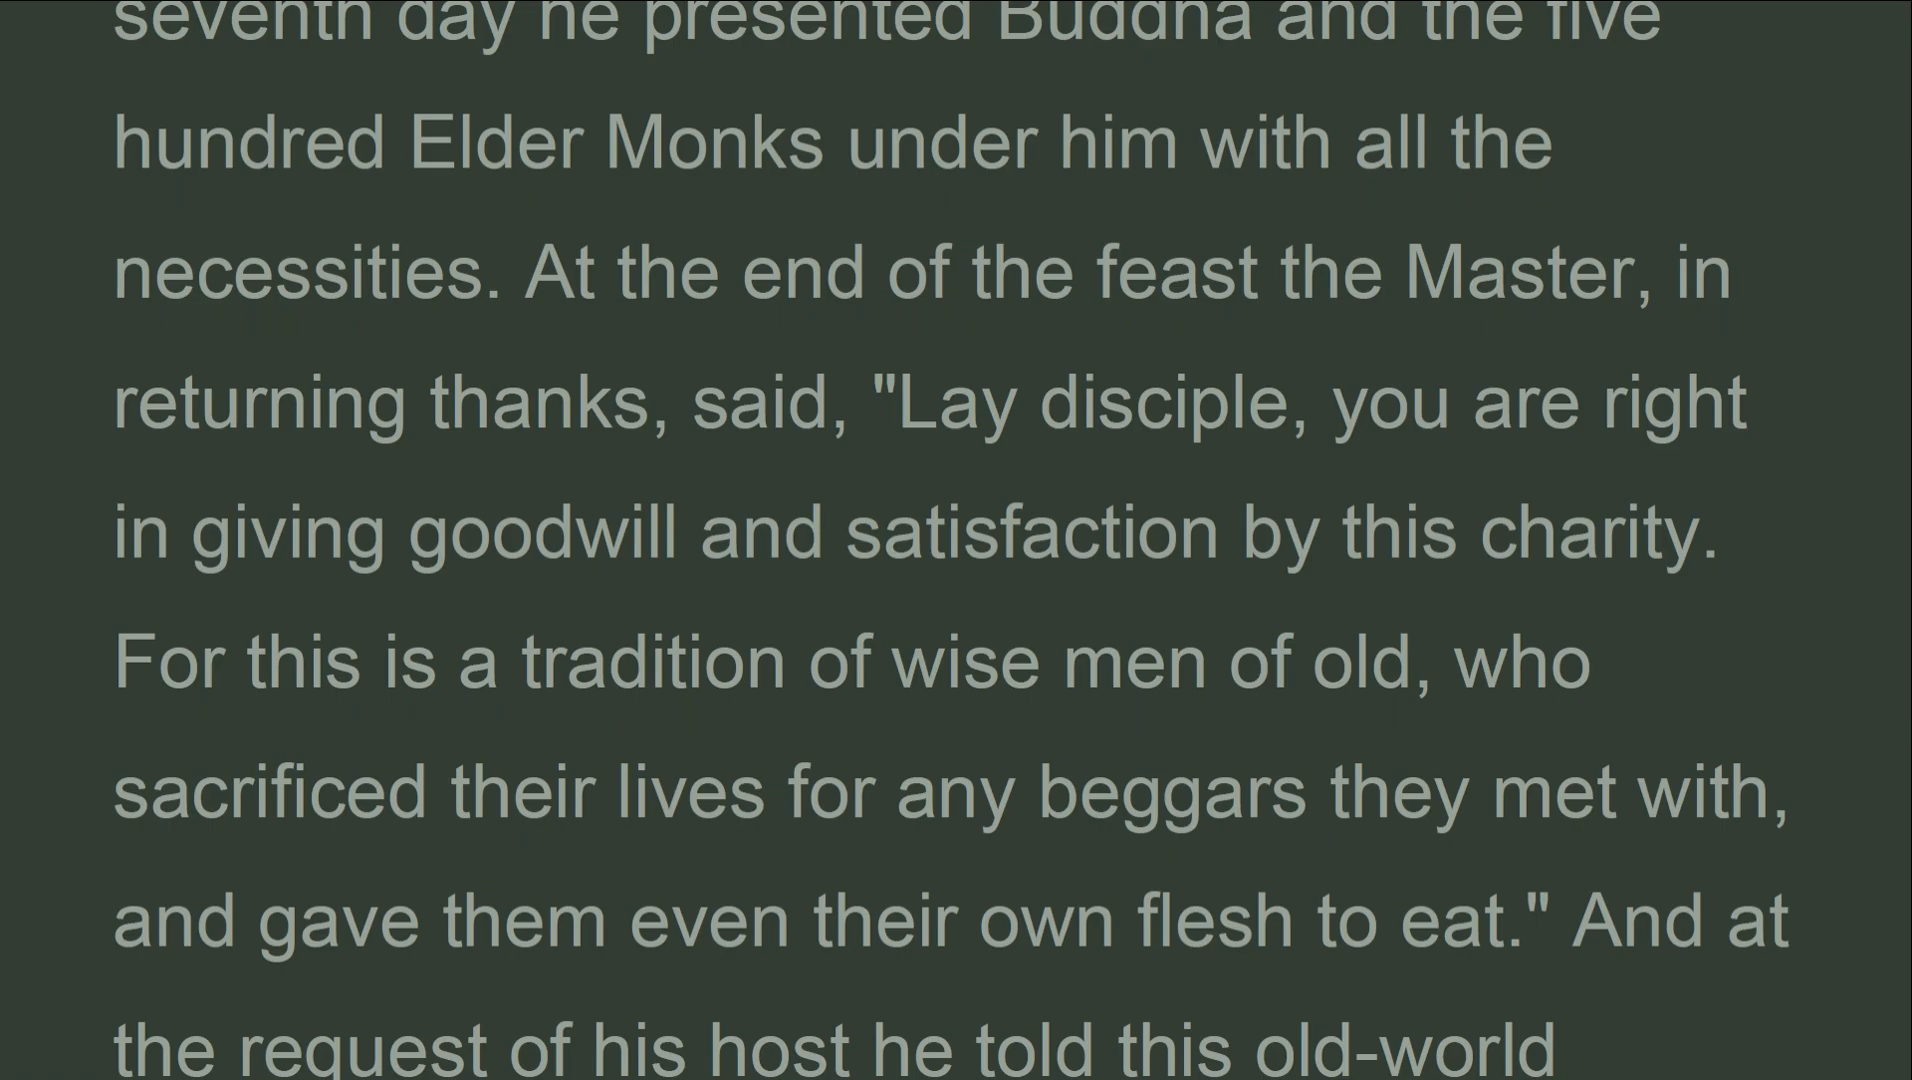 seventh day he presented Buddha and the five
hundred Elder Monks under him with all the
necessities. At the end of the feast the Master, in
returning thanks, said, "Lay disciple, you are right
in giving goodwill and satisfaction by this charity.
For this is a tradition of wise men of old, who
sacrificed their lives for any beggars they met with,
and gave them even their own flesh to eat." And at
the request of his host he told this old-world